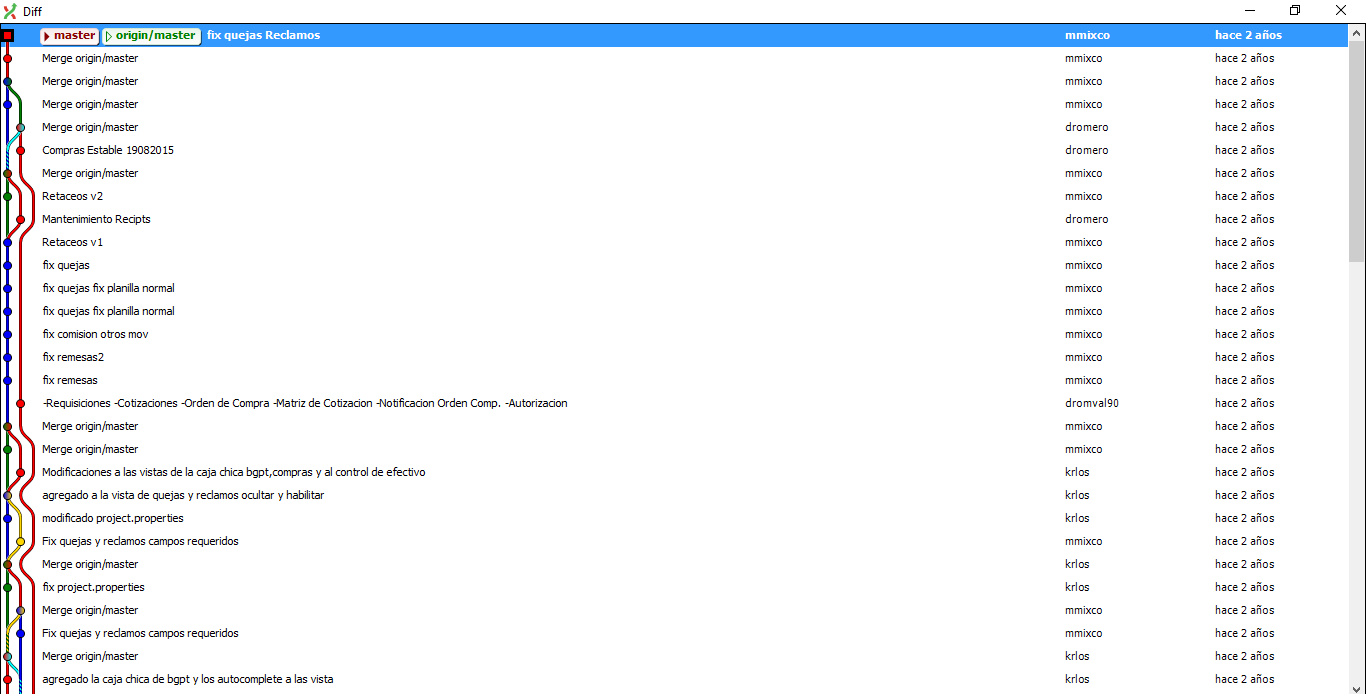 Diff
master origin/master fix quejas Reclamos mmixco hace 2 años
Merge origin/master mmixco hace 2 años
Merge origin/master mmixco hace 2 años
Merge origin/master mmixco hace 2 años
Merge origin/master dromero hace 2 años
Compras Estable 19082015 dromero hace 2 años
Merge origin/master mmixco hace 2 años
Retaceos v2 mmixco hace 2 años
Mantenimiento Recipts dromero hace 2 años
Retaceos v1 mmixco hace 2 años
fix quejas mmixco hace 2 años
fix quejas fix planilla normal mmixco hace 2 años
fix quejas fix planilla normal mmixco hace 2 años
fix comision otros mov mmixco hace 2 años
fix remesas2 mmixco hace 2 años
fix remesas mmixco hace 2 años
-Requisiciones -Cotizaciones -Orden de Compra -Matriz de Cotizacion -Notificacion Orden Comp. -Autorizacion dromval90 hace 2 años
Merge origin/master mmixco hace 2 años
Merge origin/master mmixco hace 2 años
Modificaciones a las vistas de la caja chica bgpt,compras y al control de efectivo krlos hace 2 años
agregado a la vista de quejas y reclamos ocultar y habilitar krlos hace 2 años
modificado project.properties krlos hace 2 años
Fix quejas y reclamos campos requeridos mmixco hace 2 años
Merge origin/master krlos hace 2 años
fix project.properties krlos hace 2 años
Merge origin/master mmixco hace 2 años
Fix quejas y reclamos campos requeridos mmixco hace 2 años
Merge origin/master krlos hace 2 años
agregado la caja chica de bgpt y los autocomplete a las vista krlos hace 2 años